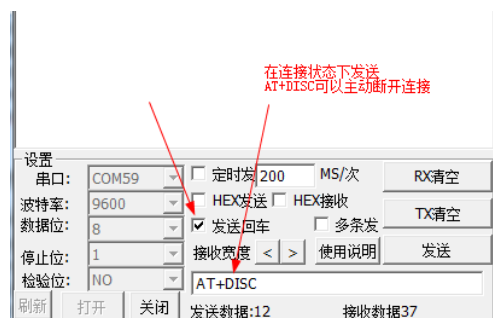 在连接状态下发送
AT+DISC可以主动断开连接
设置
串口: COM59 定时发 200 MS/次 RX清空
波特率: 9600 HEX发送 HEX接收 TX清空
数据位: 8 发送回车 多条发
停止位: 1 接收宽度 < > 使用说明 发送
检验位: NO AT+DISC
刷新 打开 关闭 发送数据:12 接收数据37